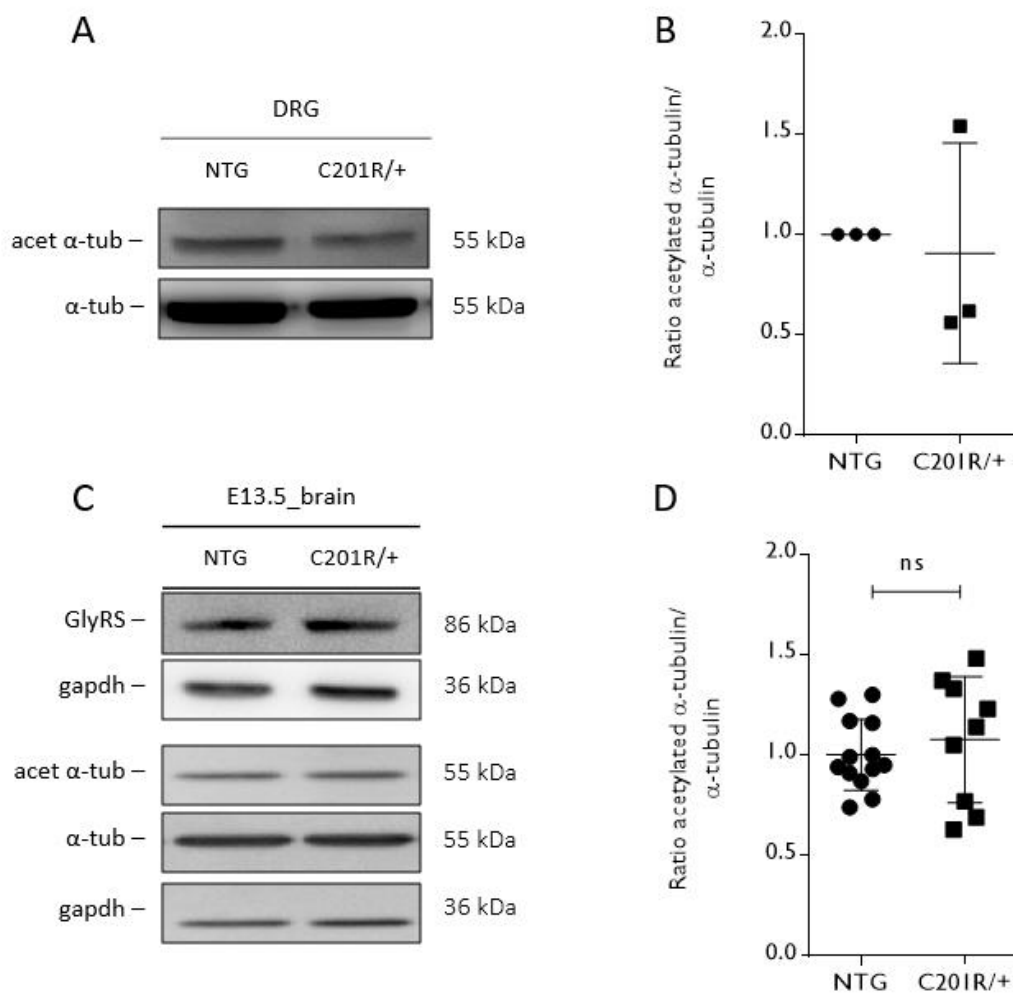 A
DRG
NTG C201R/+
acet α-tub – 55 kDa
α-tub – 55 kDa
B
Ratio acetylated α-tubulin/
α-tubulin
2.0
1.5
1.0
0.5
0.0
NTG C201R/+
C
E13.5_brain
NTG C201R/+
GlyRS – 86 kDa
gapdh – 36 kDa
acet α-tub – 55 kDa
α-tub – 55 kDa
gapdh – 36 kDa
D
Ratio acetylated α-tubulin/
α-tubulin
2.0
ns
1.5
1.0
0.5
0.0
NTG C201R/+